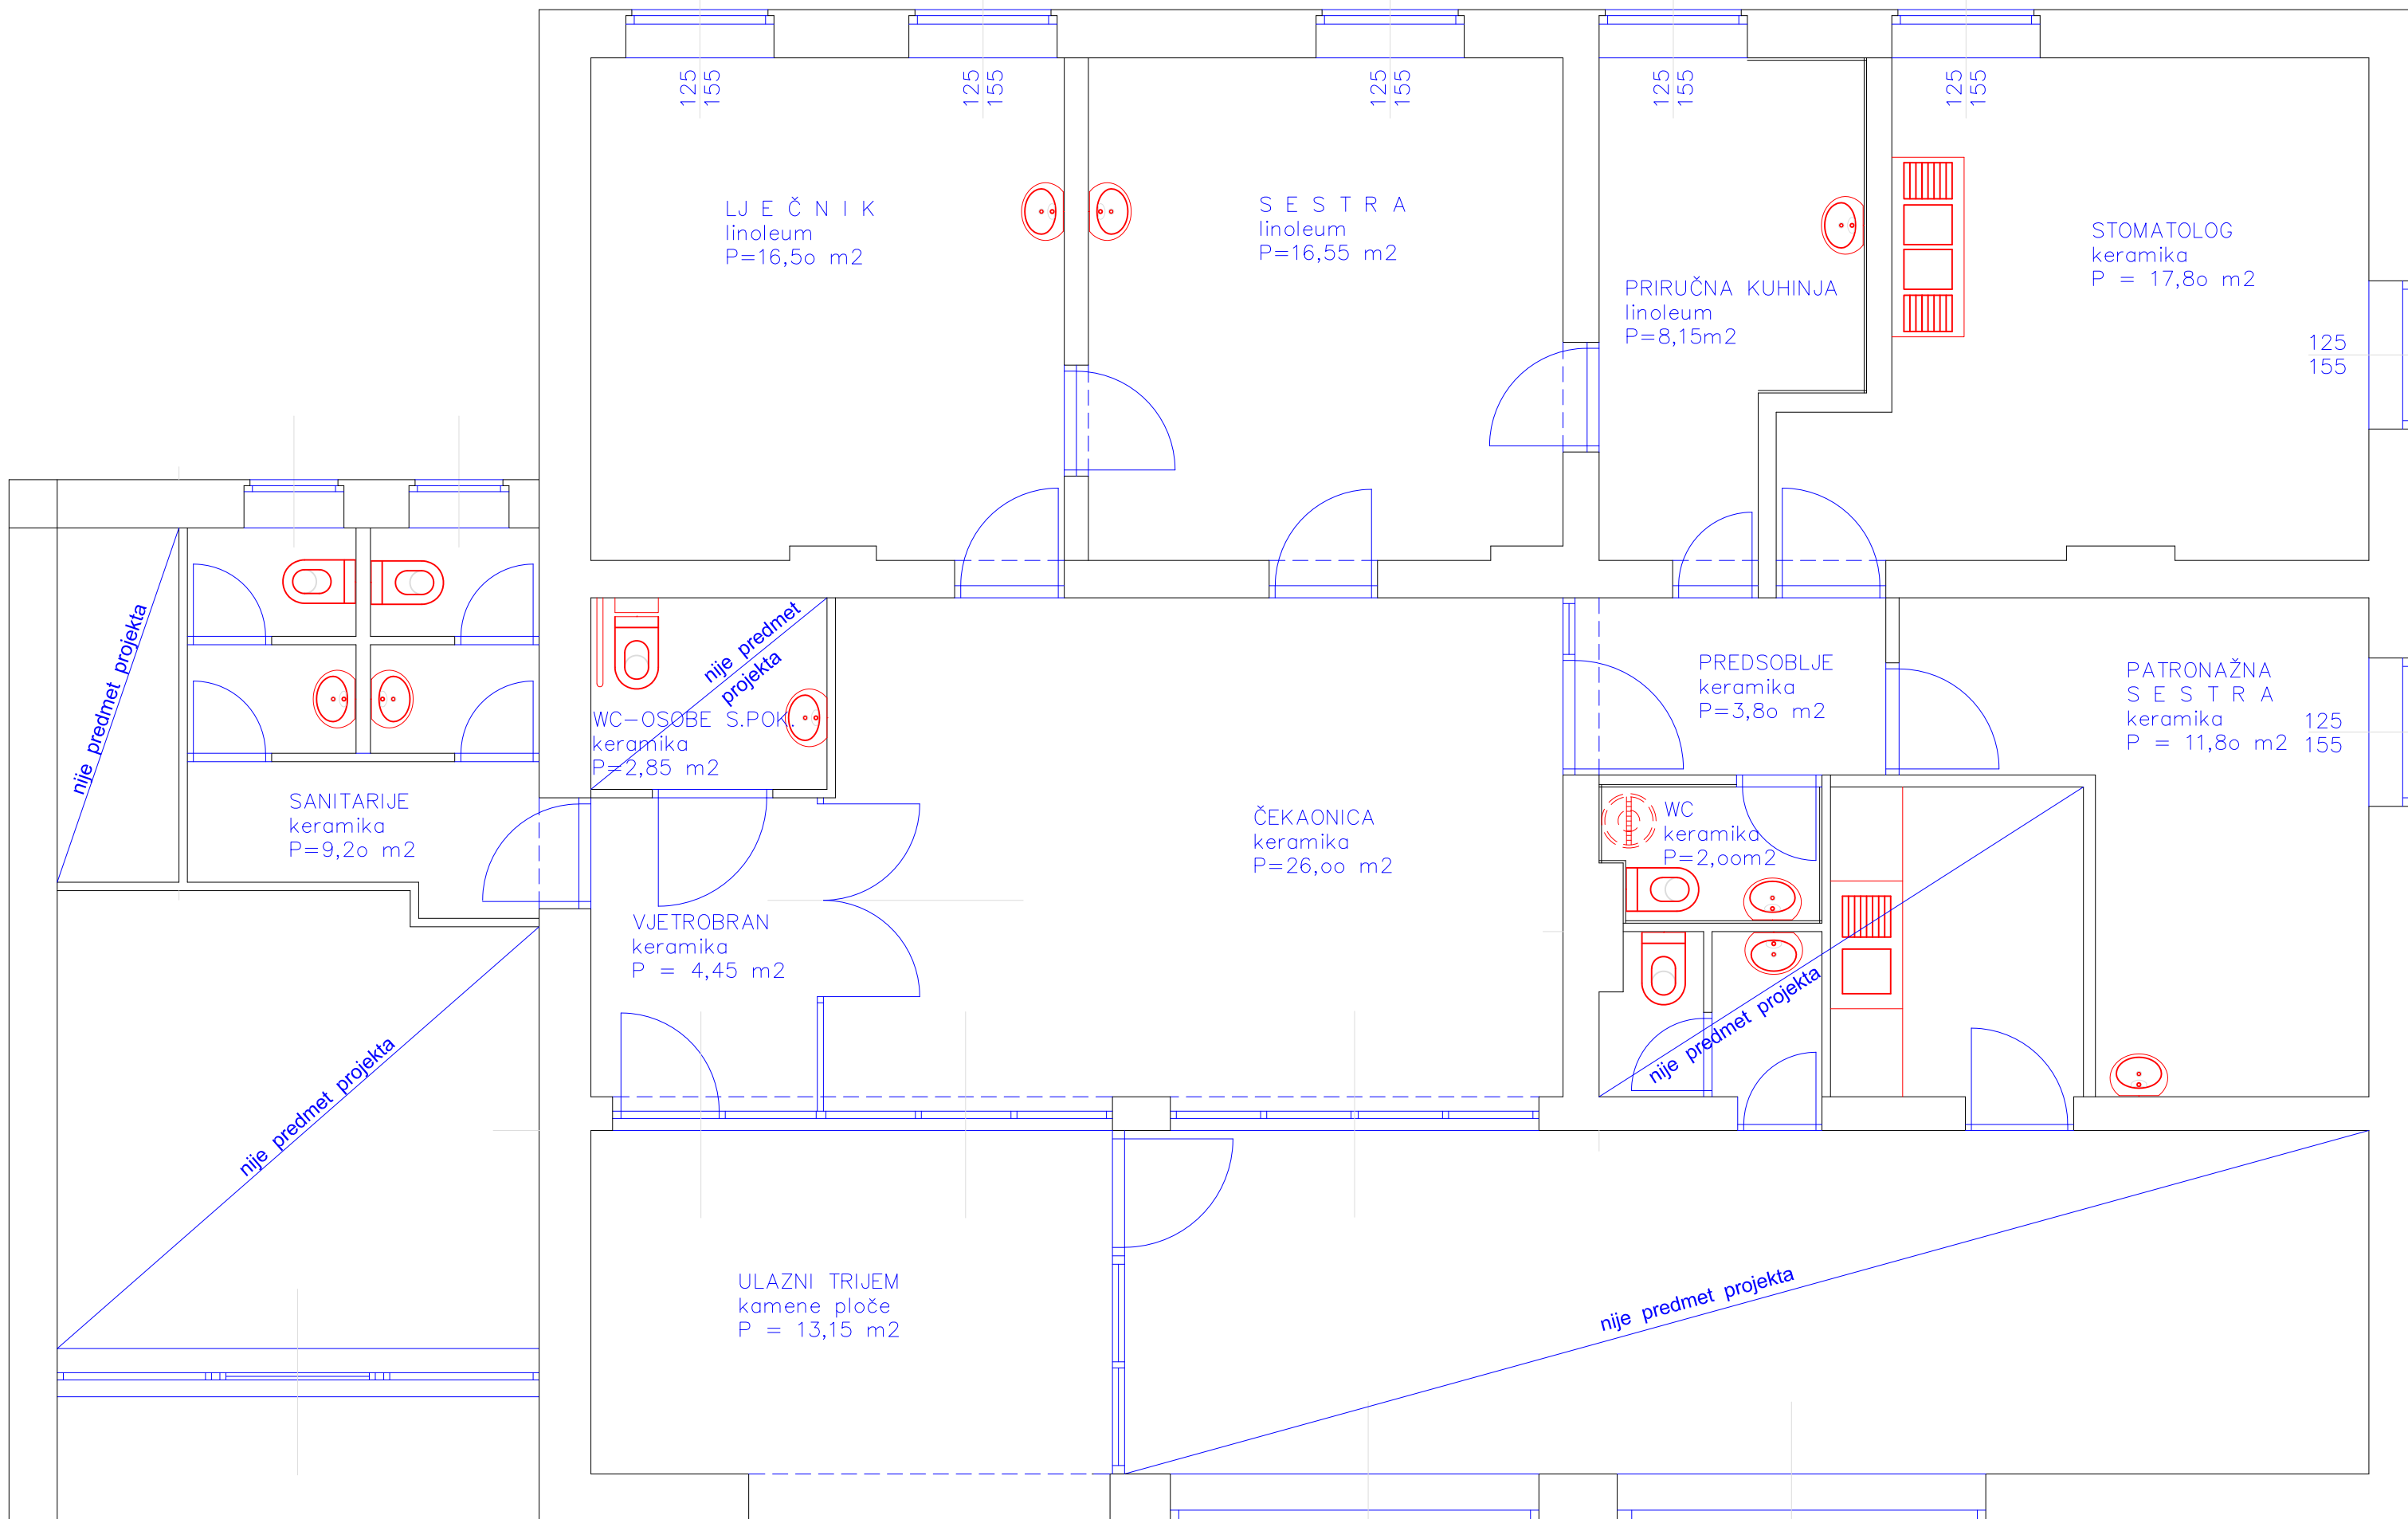 125
155
125
155
125
155
125
155
125
155
LJ E Č N I K
linoleum
P=16,5o m2
S E S T R A
linoleum
P=16,55 m2
PRIRUČNA KUHINJA
linoleum
P=8,15m2
STOMATOLOG
keramika
P = 17,8o m2
125
155
nije predmet projekta
nije predmet
projekta
WC-OSOBE S.POK.
keramika
P=2,85 m2
PREDSOBLJE
keramika
P=3,8o m2
PATRONAŽNA
S E S T R A
keramika
P = 11,8o m2
125
155
SANITARIJE
keramika
P=9,2o m2
ČEKAONICA
keramika
P=26,oo m2
WC
keramika
P=2,oom2
VJETROBRAN
keramika
P = 4,45 m2
nije predmet projekta
nije predmet projekta
ULAZNI TRIJEM
kamene ploče
P = 13,15 m2
nije predmet projekta